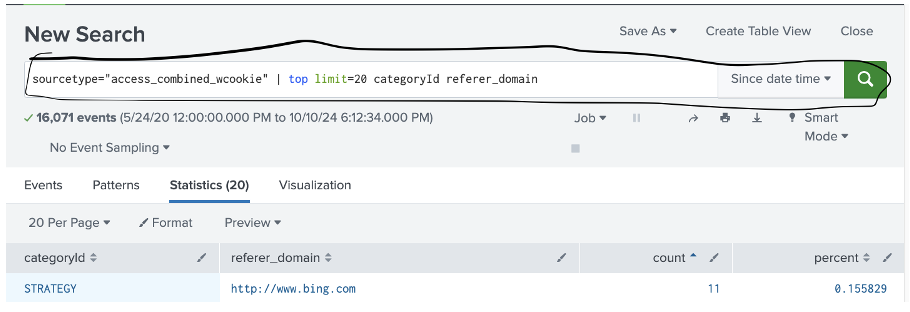 New Search
Save As Create Table View Close
sourcetype="access_combined_wcookie" | top limit=20 categoryId referer_domain Since date time
16,071 events (5/24/20 12:00:00.000 PM to 10/10/24 6:12:34.000 PM) Job Smart Mode
No Event Sampling
Events Patterns Statistics (20) Visualization
20 Per Page Format Preview
categoryId referer_domain count percent
STRATEGY http://www.bing.com 11 0.155829